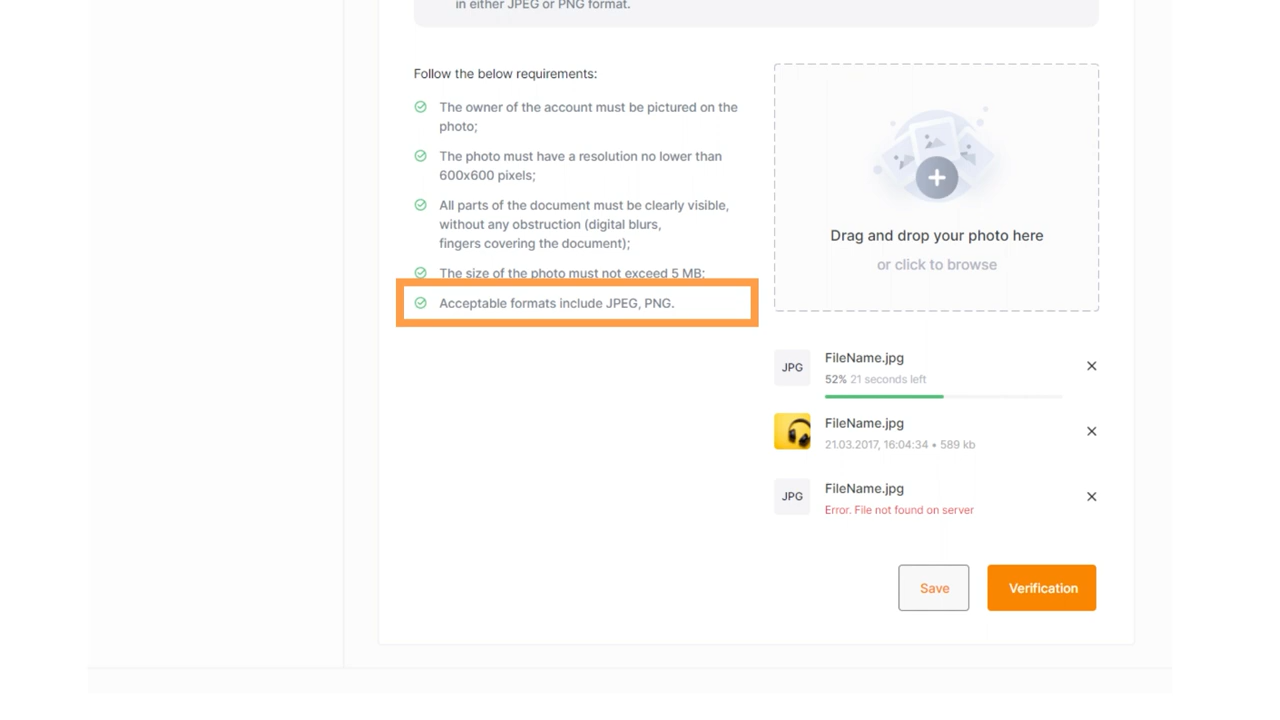 in either JPEG or PNG format.
Follow the below requirements:
The owner of the account must be pictured on the
photo;
The photo must have a resolution no lower than
600x600 pixels;
All parts of the document must be clearly visible,
without any obstruction (digital blurs,
fingers covering the document);
The size of the photo must not exceed 5 MB;
Acceptable formats include JPEG, PNG.
Drag and drop your photo here
or click to browse
JPG
FileName.jpg
52% 21 seconds left
FileName.jpg
21.03.2017, 16:04:34 • 589 kb
JPG
FileName.jpg
Error. File not found on server
Save
Verification